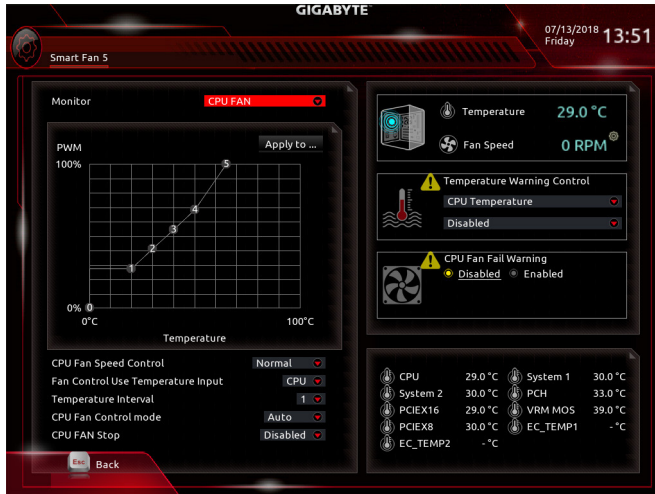 GIGABYTE™
07/13/2018 13:51
Friday
Smart Fan 5
Monitor CPU FAN
PWM Apply to ...
100%
5
4
3
2
1
0% 0
0°C 100°C
Temperature
CPU Fan Speed Control Normal
Fan Control Use Temperature Input CPU
Temperature Interval 1
CPU Fan Control mode Auto
CPU FAN Stop Disabled
Esc Back
Temperature 29.0 °C
Fan Speed 0 RPM
Temperature Warning Control
CPU Temperature
Disabled
CPU Fan Fail Warning
Disabled Enabled
CPU 29.0 °C System 1 30.0 °C
System 2 30.0 °C PCH 33.0 °C
PCIEX16 29.0 °C VRM MOS 39.0 °C
PCIEX8 30.0 °C EC_TEMP1 - °C
EC_TEMP2 - °C